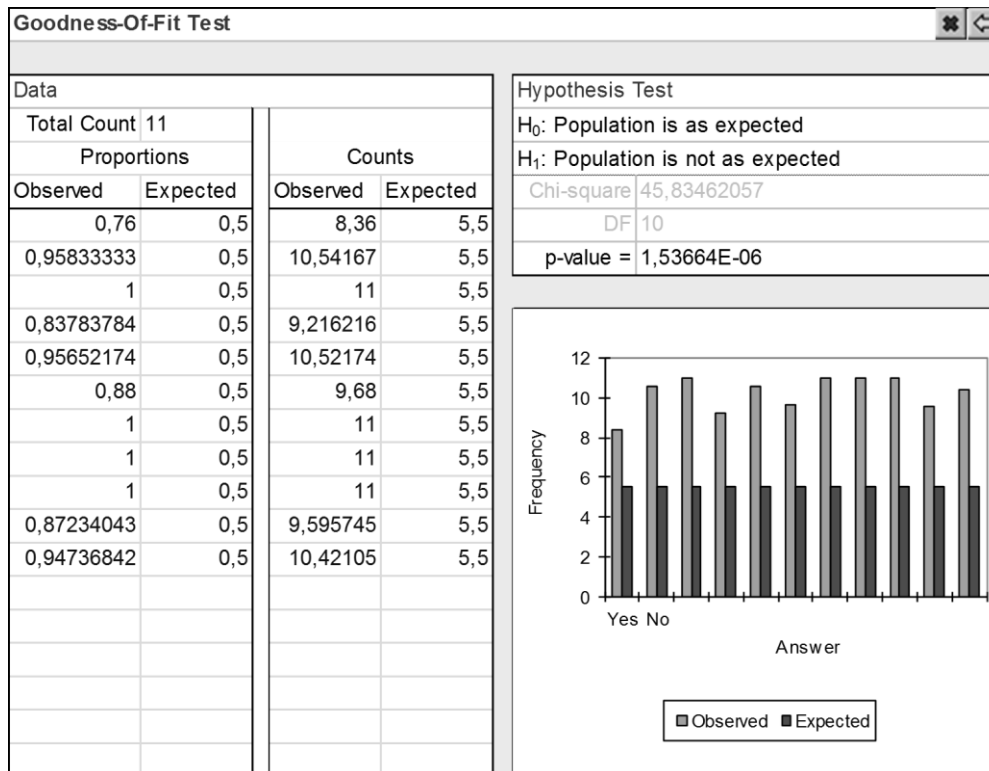 Goodness-Of-Fit Test
Data
Total Count 11
Proportions Counts
Observed Expected Observed Expected
0,76 0,5 8,36 5,5
0,95833333 0,5 10,54167 5,5
1 0,5 11 5,5
0,83783784 0,5 9,216216 5,5
0,95652174 0,5 10,52174 5,5
0,88 0,5 9,68 5,5
1 0,5 11 5,5
1 0,5 11 5,5
1 0,5 11 5,5
0,87234043 0,5 9,595745 5,5
0,94736842 0,5 10,42105 5,5
Hypothesis Test
H₀: Population is as expected
H₁: Population is not as expected
Chi-square 45,83462057
DF 10
p-value = 1,53664E-06
12
10
8
6
4
2
0
Frequency
Yes No
Answer
Observed Expected